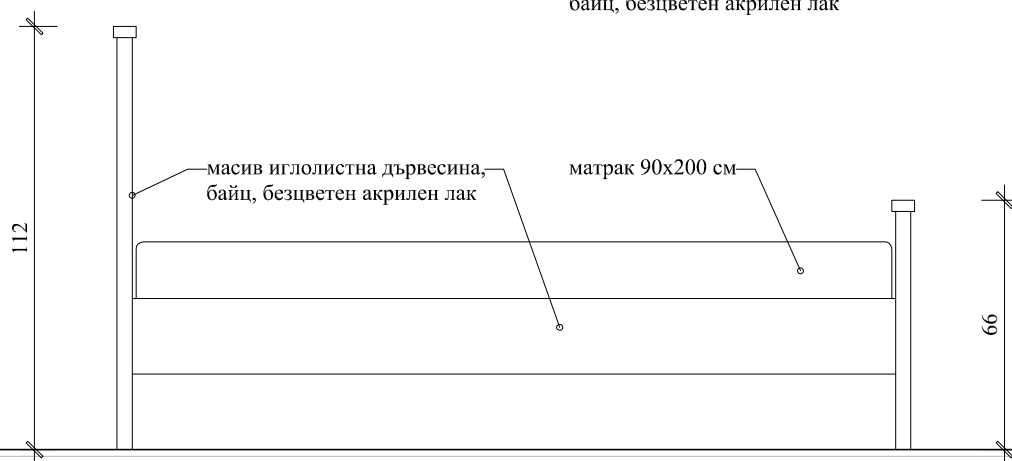 байц, безцветен акрилен лак
масив иглолистна дървесина,
байц, безцветен акрилен лак
матрак 90х200 см
112
66